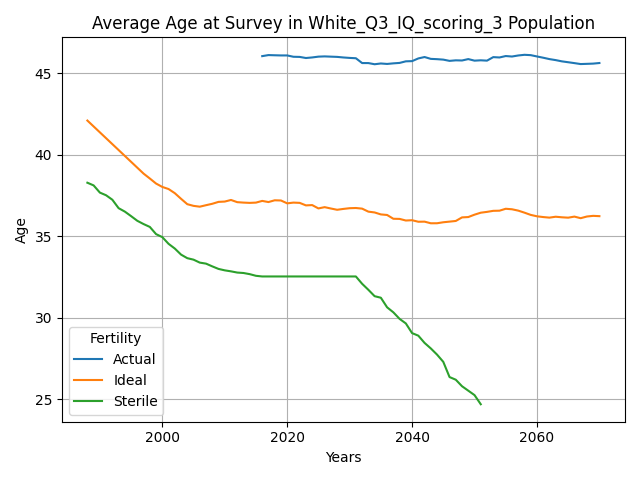 Average Age at Survey in White_Q3_IQ_scoring_3 Population
Age
45
40
35
30
25
Fertility
Actual
Ideal
Sterile
2000
2020
2040
2060
Years